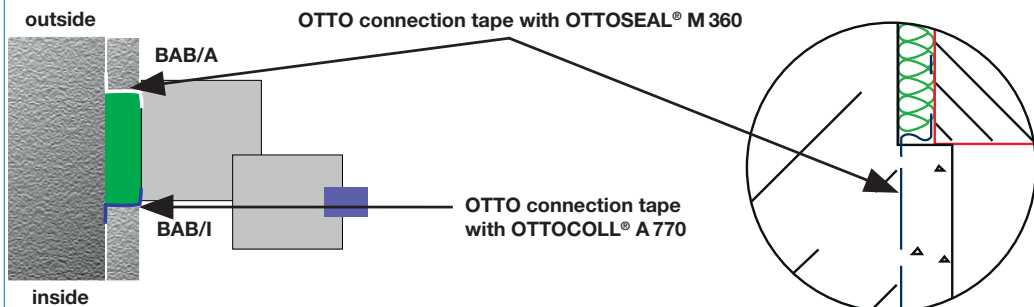 outside
OTTO connection tape with OTTOSEAL® M 360
BAB/A
BAB/I
OTTO connection tape
with OTTOCOLL® A 770
inside